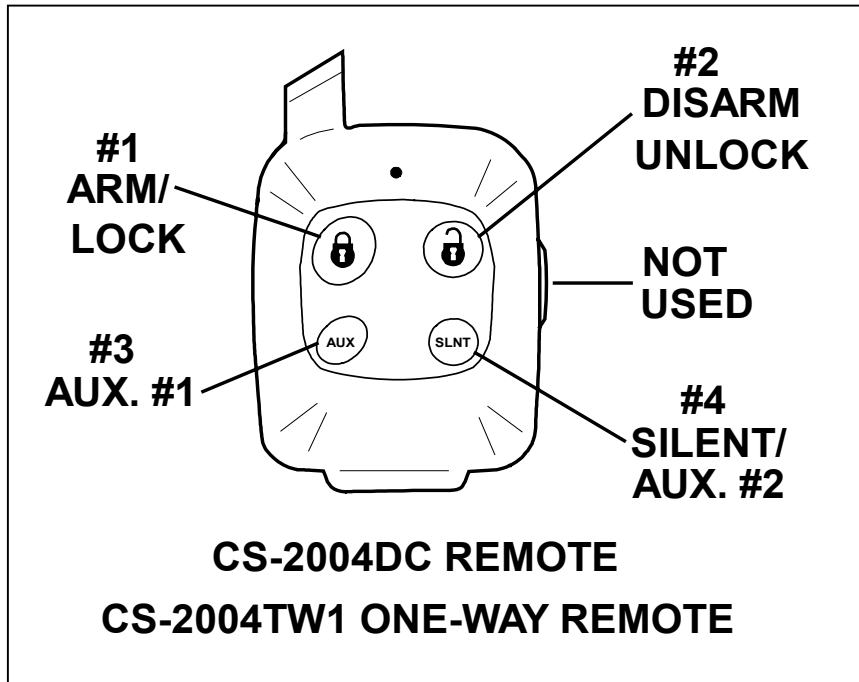 #1
ARM/
LOCK
#2
DISARM
UNLOCK
NOT
USED
#3
AUX. #1
AUX
SLNT
#4
SILENT/
AUX. #2
CS-2004DC REMOTE
CS-2004TW1 ONE-WAY REMOTE